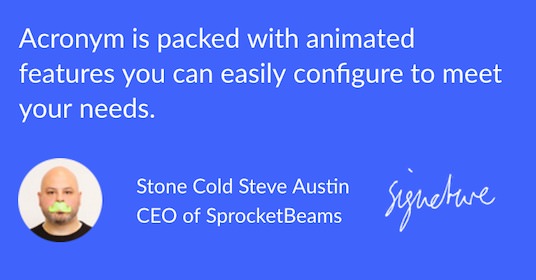 Acronym is packed with animated
features you can easily configure to meet
your needs.
Stone Cold Steve Austin
CEO of SprocketBeams
signature